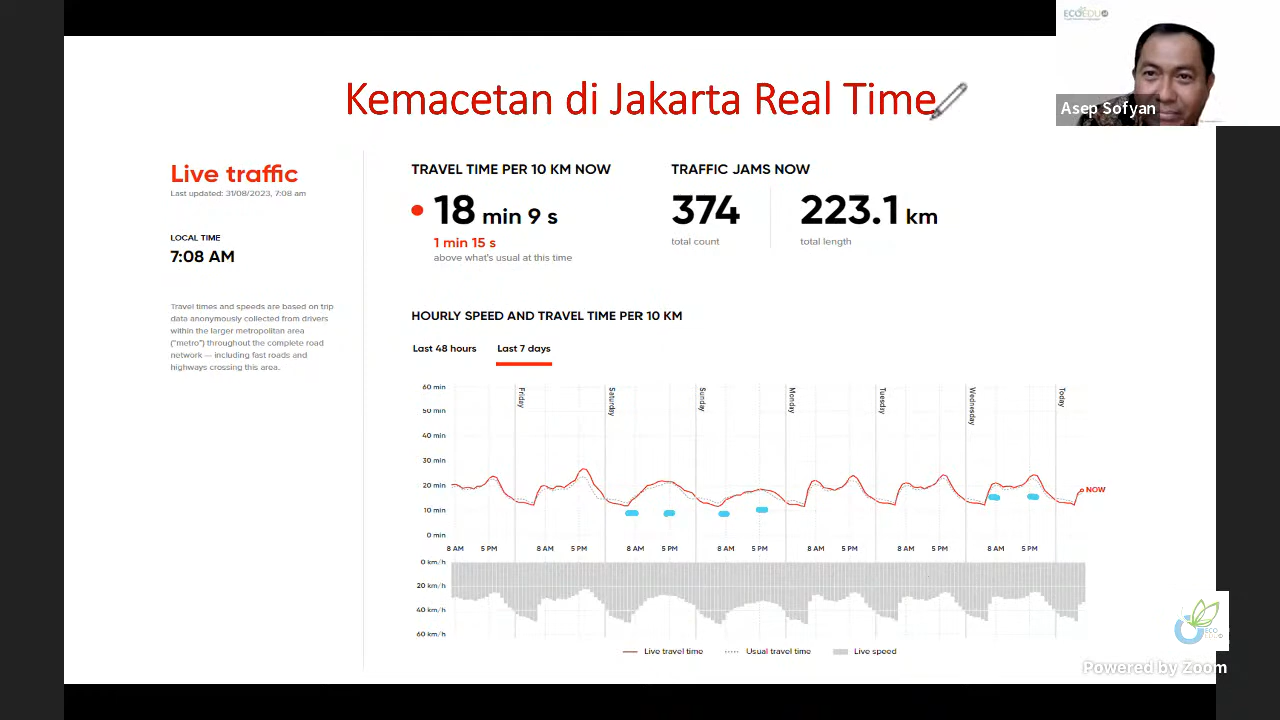 ECOEDU
Asep Sofyan
Kemacetan di Jakarta Real Time
Live traffic
Last updated: 31/08/2023, 7:08 am
LOCAL TIME
7:08 AM
Travel times and speeds are based on trip
data anonymously collected from drivers
within the larger metropolitan area
("metro") throughout the complete road
network — including fast roads and
highways crossing this area.
TRAVEL TIME PER 10 KM NOW
18 min 9 s
1 min 15 s
above what's usual at this time
TRAFFIC JAMS NOW
374
total count
223.1 km
total length
HOURLY SPEED AND TRAVEL TIME PER 10 KM
Last 48 hours Last 7 days
60 min
50 min
40 min
30 min
20 min
10 min
0 min
Friday
Saturday
Sunday
Monday
Tuesday
Wednesday
Today
NOW
8 AM 5 PM 8 AM 5 PM 8 AM 5 PM 8 AM 5 PM 8 AM 5 PM 8 AM 5 PM 8 AM 5 PM
0 km/h
20 km/h
40 km/h
60 km/h
Live travel time Usual travel time Live speed
ECO
EDU
Powered by Zoom